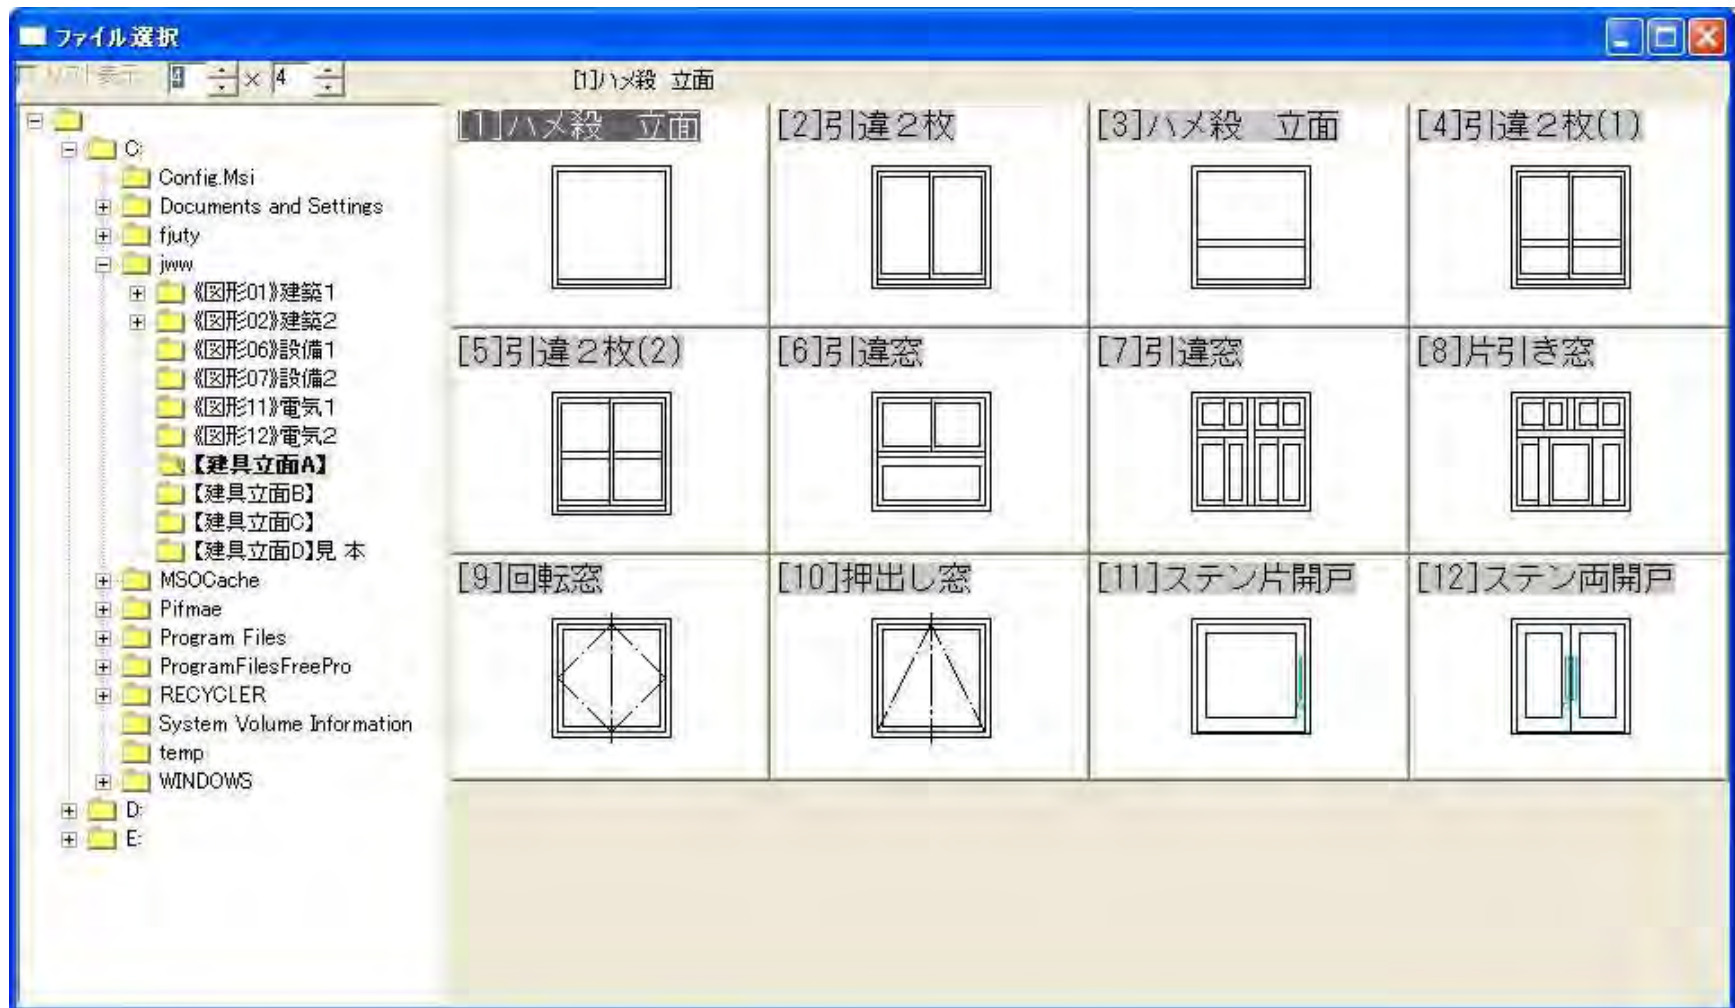 ファイル選択
リスト表示 4 × 4 [1]ハメ殺 立面
C:
Config.Msi
Documents and Settings
fjuty
jww
《図形01》建築1
《図形02》建築2
《図形06》設備1
《図形07》設備2
《図形11》電気1
《図形12》電気2
【建具立面A】
【建具立面B】
【建具立面C】
【建具立面D】見 本
MSOCache
Pifmae
Program Files
ProgramFilesFreePro
RECYCLER
System Volume Information
temp
WINDOWS
D:
E:
[1]ハメ殺 立面
[2]引違2枚
[3]ハメ殺 立面
[4]引違2枚(1)
[5]引違2枚(2)
[6]引違窓
[7]引違窓
[8]片引き窓
[9]回転窓
[10]押出し窓
[11]ステン片開戸
[12]ステン両開戸